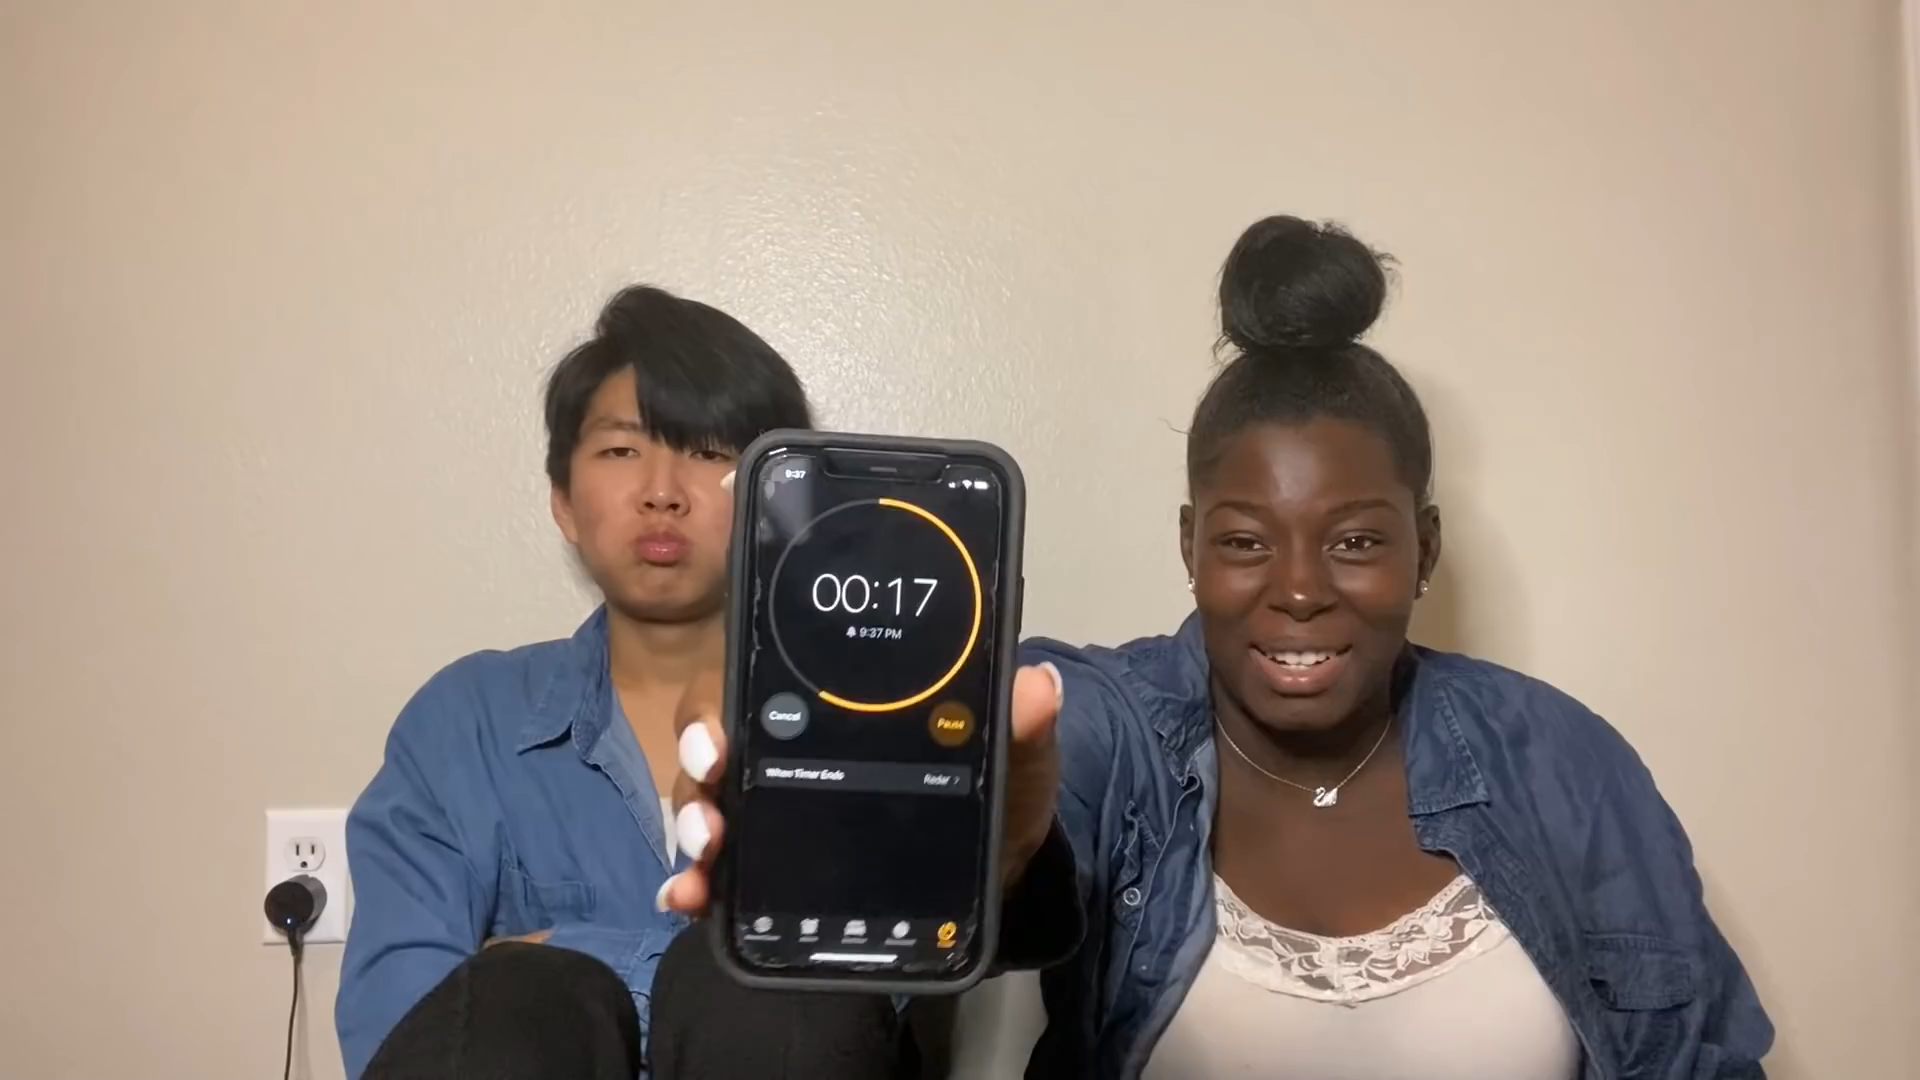 9:37
00:17
9:37 PM
Cancel
Pause
When Timer Ends
Radar >